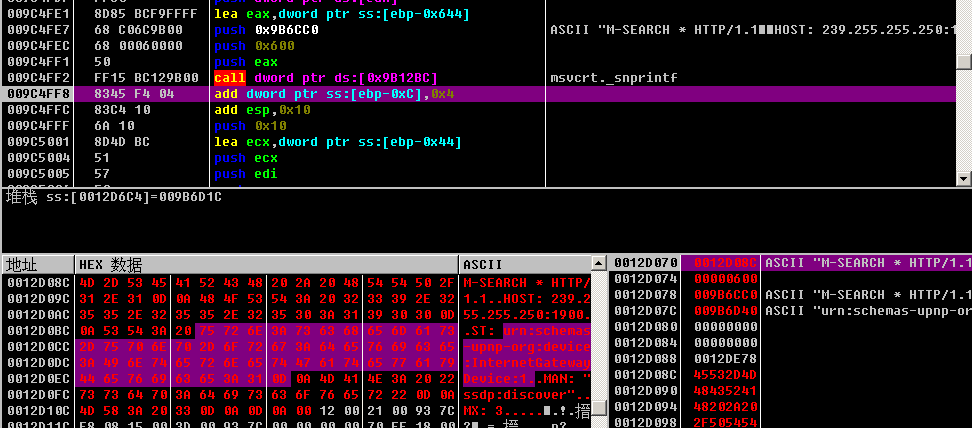 009C4FE1 8D85 BCF9FFFF lea eax,dword ptr ss:[ebp-0x644]
009C4FE7 68 C06C9B00 push 0x9B6CC0 ASCII "M-SEARCH * HTTP/1.1■■HOST: 239.255.255.250:1
009C4FEC 68 00060000 push 0x600
009C4FF1 50 push eax
009C4FF2 FF15 BC129B00 call dword ptr ds:[0x9B12BC] msvcrt._snprintf
009C4FF8 8345 F4 04 add dword ptr ss:[ebp-0xC],0x4
009C4FFC 83C4 10 add esp,0x10
009C4FFF 6A 10 push 0x10
009C5001 8D4D BC lea ecx,dword ptr ss:[ebp-0x44]
009C5004 51 push ecx
009C5005 57 push edi
堆栈 ss:[0012D6C4]=009B6D1C
地址 HEX 数据 ASCII
0012D08C 4D 2D 53 45 41 52 43 48 20 2A 20 48 54 54 50 2F M-SEARCH * HTTP/
0012D09C 31 2E 31 0D 0A 48 4F 53 54 3A 20 32 33 39 2E 32 1.1..HOST: 239.2
0012D0AC 35 35 2E 32 35 35 2E 32 35 30 3A 31 39 30 30 0D 55.255.250:1900.
0012D0BC 0A 53 54 3A 20 75 72 6E 3A 73 63 68 65 6D 61 73 .ST: urn:schemas
0012D0CC 2D 75 70 6E 70 2D 6F 72 67 3A 64 65 76 69 63 65 -upnp-org:device
0012D0DC 3A 49 6E 74 65 72 6E 65 74 47 61 74 65 77 61 79 :InternetGateway
0012D0EC 44 65 76 69 63 65 3A 31 0D 0A 4D 41 4E 3A 20 22 Device:1..MAN: "
0012D0FC 73 73 64 70 3A 64 69 73 63 6F 76 65 72 22 0D 0A ssdp:discover"..
0012D10C 4D 58 3A 20 33 0D 0A 0D 0A 00 12 00 21 00 93 7C MX: 3.....■.!.搢
0012D070 0012D08C ASCII "M-SEARCH * HTTP/1.1
0012D074 00000600
0012D078 009B6CC0 ASCII "M-SEARCH * HTTP/1.1
0012D07C 009B6D40 ASCII "urn:schemas-upnp-or
0012D080 00000000
0012D084 00000000
0012D088 0012DE78
0012D08C 45532D4D
0012D090 48435241
0012D094 48202A20
0012D098 2F505454